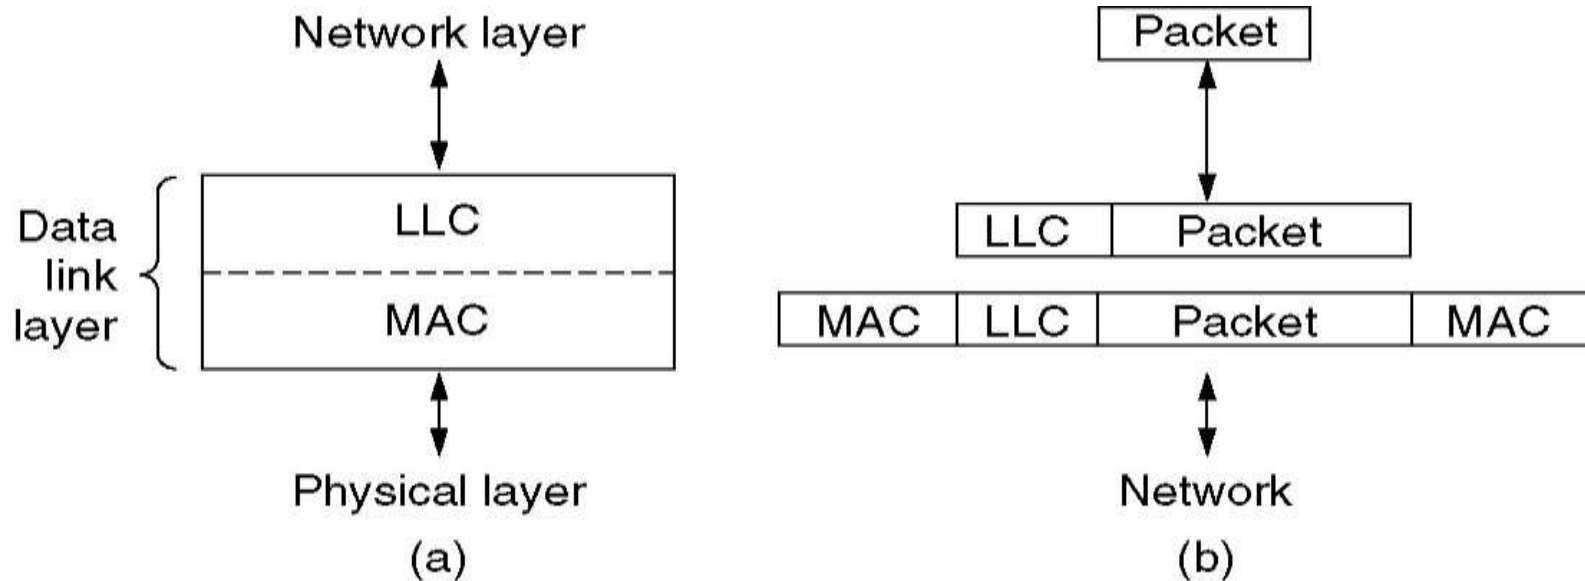 Network layer
LLC
Data
link
layer
MAC
Physical layer
(a)
Packet
LLC Packet
MAC LLC Packet MAC
Network
(b)